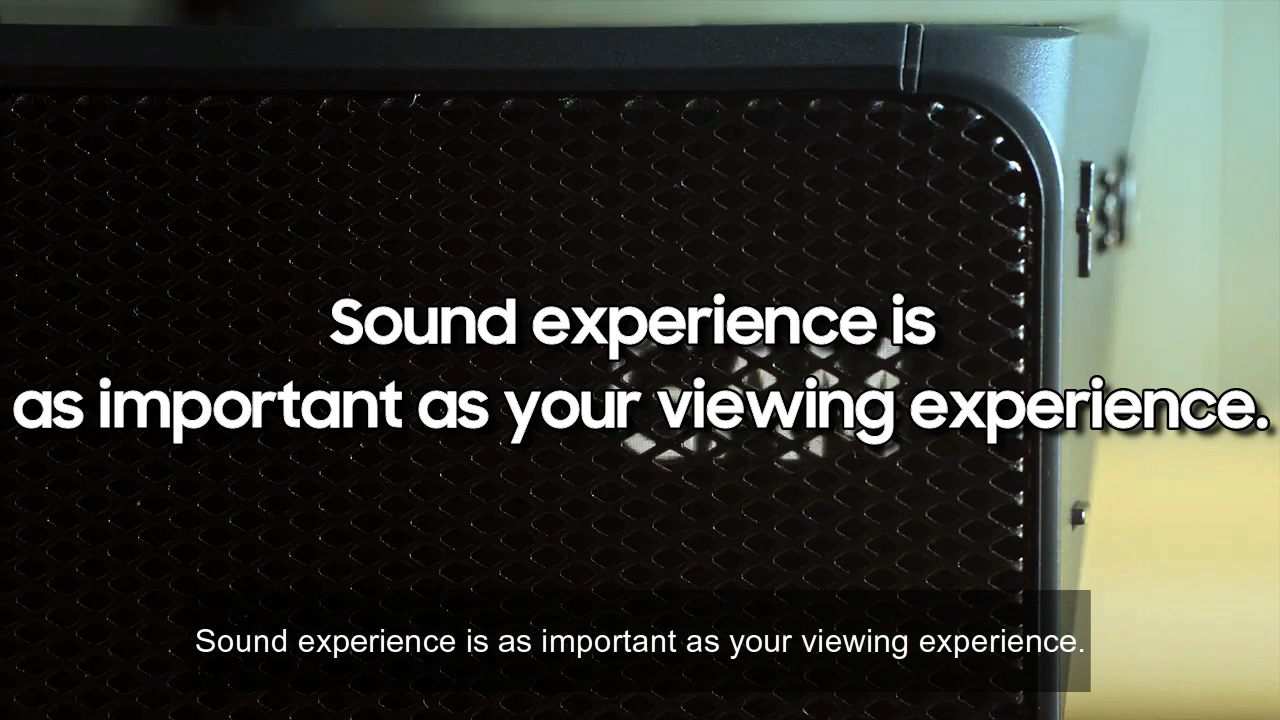 Sound experience is
as important as your viewing experience.
Sound experience is as important as your viewing experience.